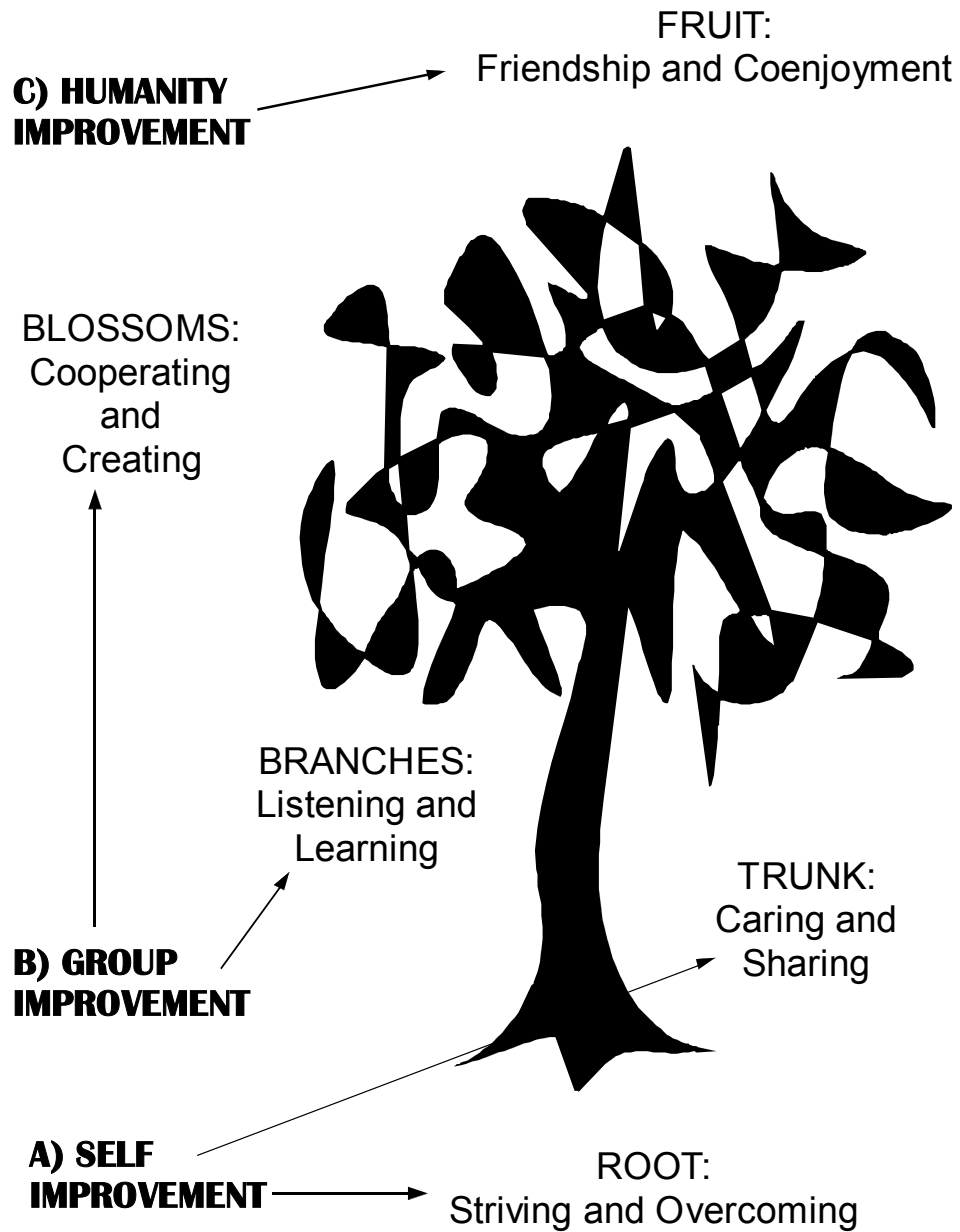 FRUIT:
Friendship and Coenjoyment
C) HUMANITY
IMPROVEMENT
BLOSSOMS:
Cooperating
and
Creating
BRANCHES:
Listening and
Learning
TRUNK:
Caring and
Sharing
B) GROUP
IMPROVEMENT
A) SELF
IMPROVEMENT
ROOT:
Striving and Overcoming